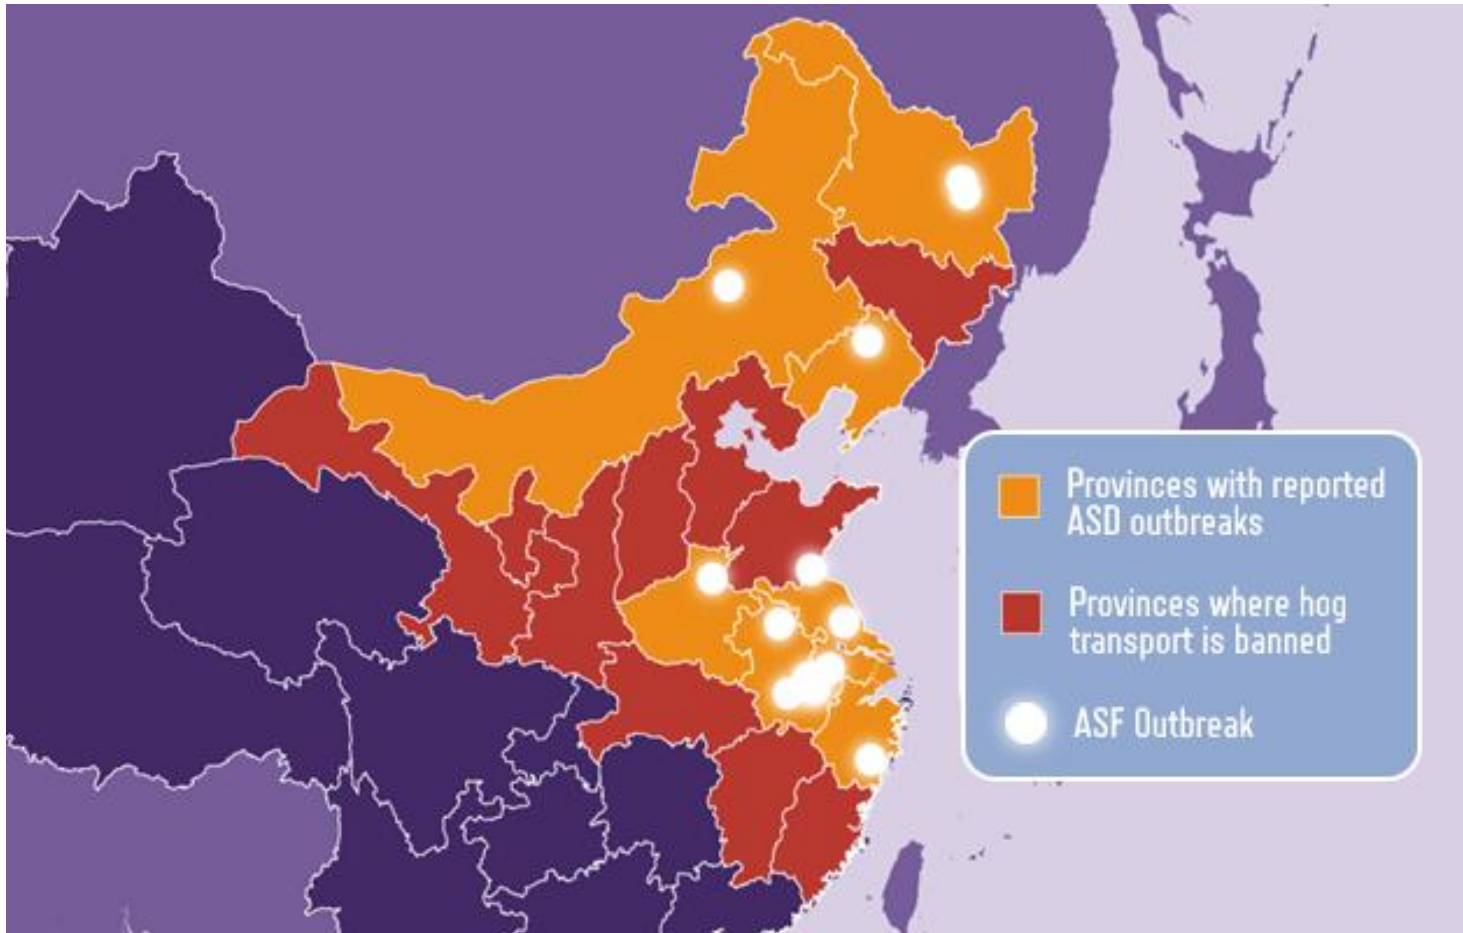 Provinces with reported
ASD outbreaks
Provinces where hog
transport is banned
ASF Outbreak